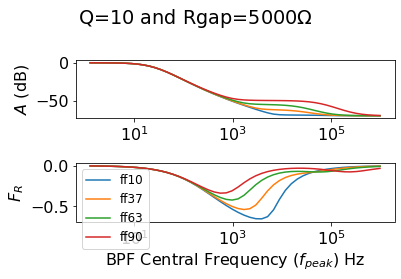 Q=10 and Rgap=5000Ω
A (dB)
0
−50
10¹
10³
10⁵
F_R
0.0
−0.5
ff10
ff37
ff63
ff90
10¹
10³
10⁵
BPF Central Frequency (f_peak) Hz